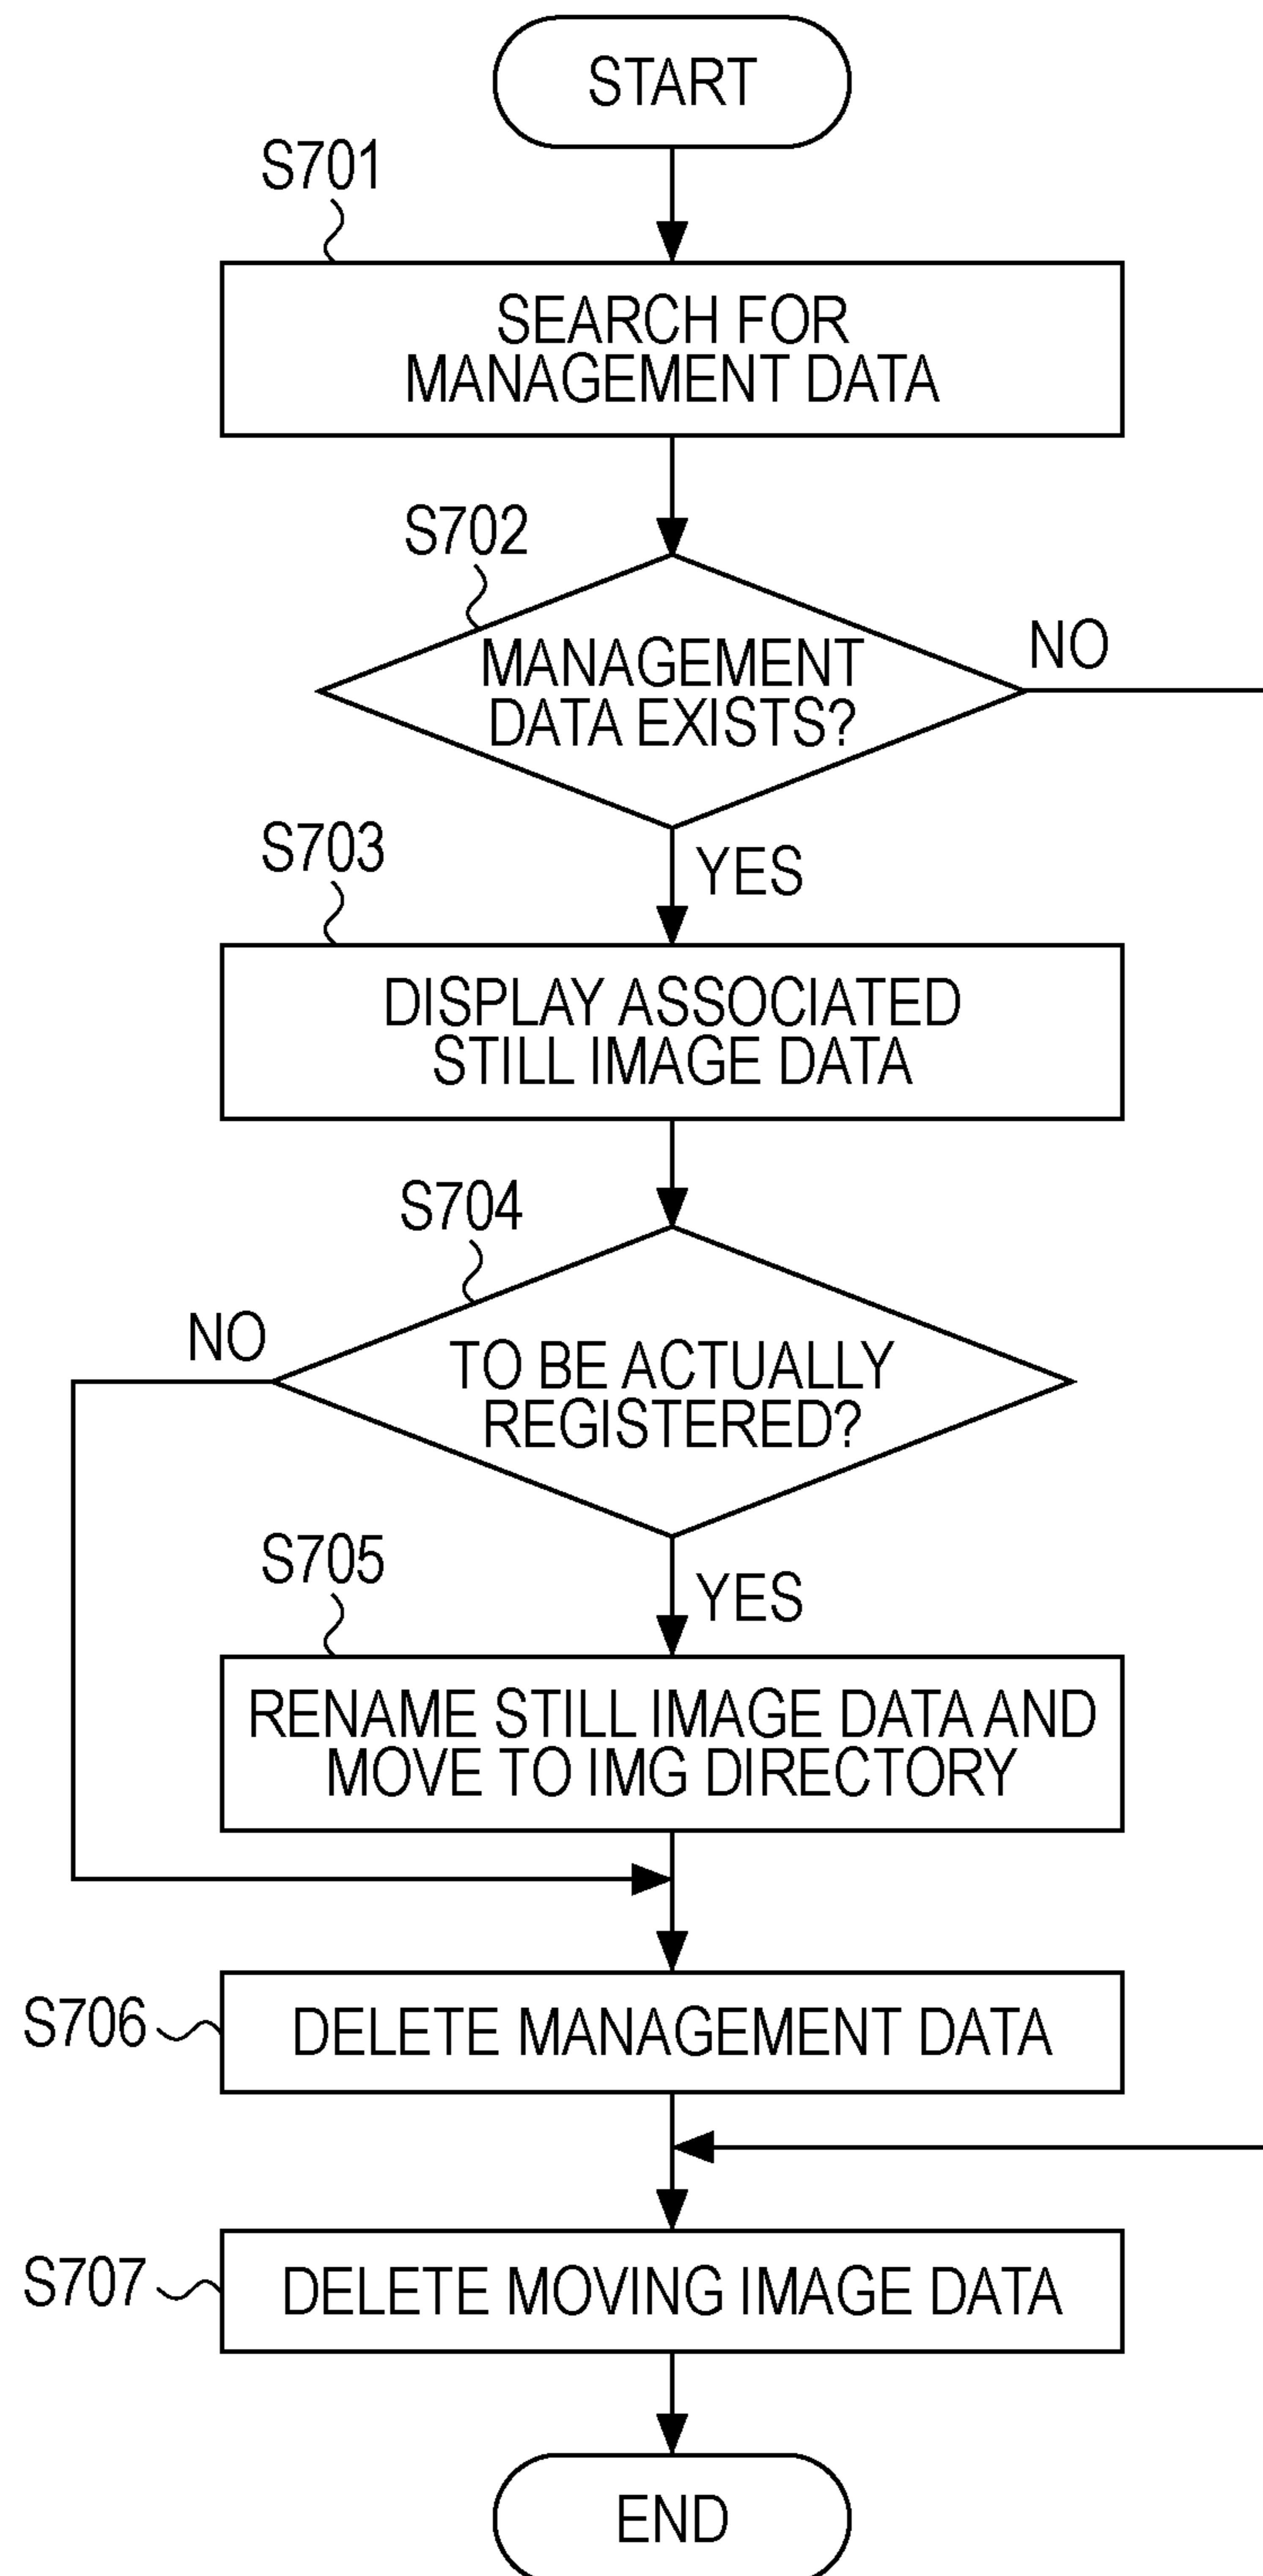 START
S701
SEARCH FOR
MANAGEMENT DATA
S702
MANAGEMENT
DATA EXISTS?
NO
YES
S703
DISPLAY ASSOCIATED
STILL IMAGE DATA
S704
NO
TO BE ACTUALLY
REGISTERED?
YES
S705
RENAME STILL IMAGE DATA AND
MOVE TO IMG DIRECTORY
S706
DELETE MANAGEMENT DATA
S707
DELETE MOVING IMAGE DATA
END